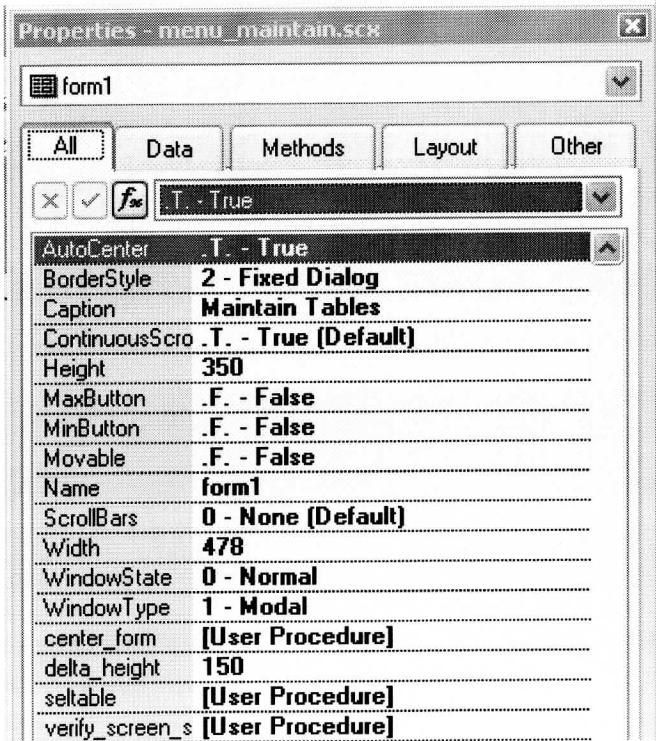 Properties - menu_maintain.scx
form1
All Data Methods Layout Other
.T. - True
AutoCenter .T. - True
BorderStyle 2 - Fixed Dialog
Caption Maintain Tables
ContinuousScro .T. - True (Default)
Height 350
MaxButton .F. - False
MinButton .F. - False
Movable .F. - False
Name form1
ScrollBars 0 - None (Default)
Width 478
WindowState 0 - Normal
WindowType 1 - Modal
center_form [User Procedure]
delta_height 150
seltable [User Procedure]
verify_screen_s [User Procedure]